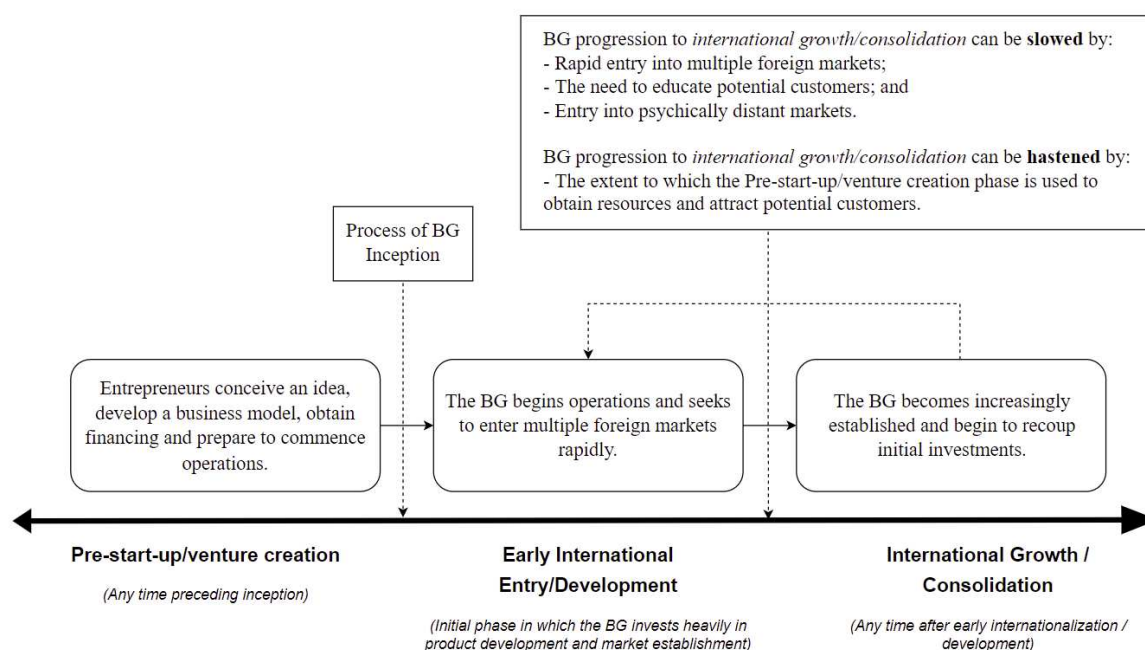 BG progression to international growth/consolidation can be slowed by:
- Rapid entry into multiple foreign markets;
- The need to educate potential customers; and
- Entry into psychically distant markets.
BG progression to international growth/consolidation can be hastened by:
- The extent to which the Pre-start-up/venture creation phase is used to
obtain resources and attract potential customers.
Process of BG
Inception
Entrepreneurs conceive an idea,
develop a business model, obtain
financing and prepare to commence
operations.
The BG begins operations and seeks
to enter multiple foreign markets
rapidly.
The BG becomes increasingly
established and begin to recoup
initial investments.
Pre-start-up/venture creation
(Any time preceding inception)
Early International
Entry/Development
(Initial phase in which the BG invests heavily in
product development and market establishment)
International Growth /
Consolidation
(Any time after early internationalization /
development)